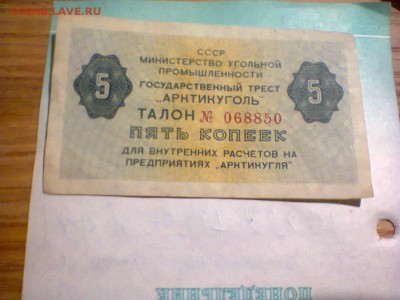 COINS.LAVE.RU
СССР
МИНИСТЕРСТВО УГОЛЬНОЙ
ПРОМЫШЛЕННОСТИ
ГОСУДАРСТВЕННЫЙ ТРЕСТ
„АРКТИКУГОЛЬ"
5 5
ТАЛОН № 068850
ПЯТЬ КОПЕЕК
ДЛЯ ВНУТРЕННИХ РАСЧЕТОВ НА
ПРЕДПРИЯТИЯХ „АРКТИКУГЛЯ"
ПОНЕДЕЛЬНИК